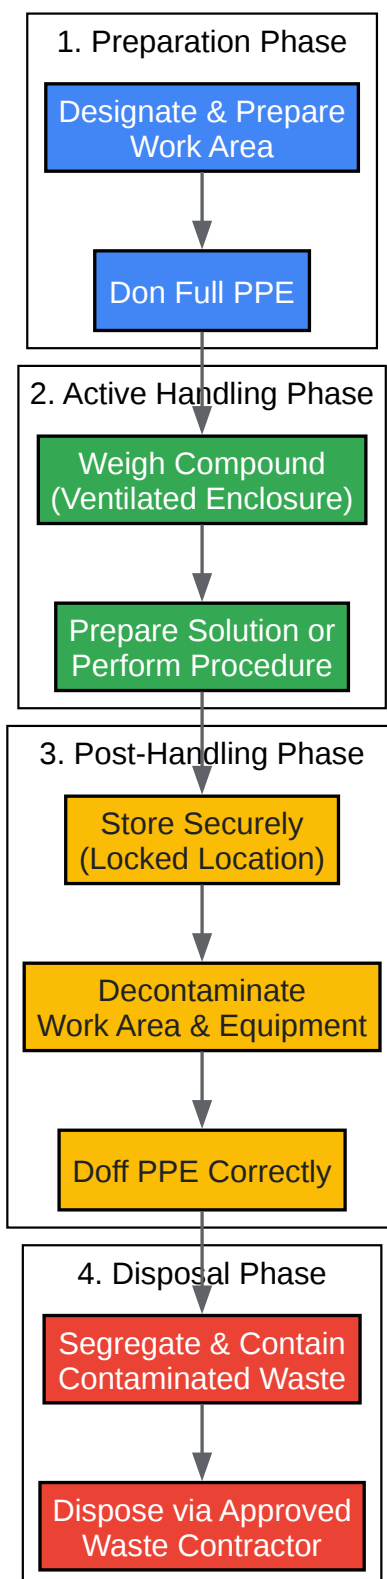 1. Preparation Phase
Designate & Prepare
Work Area
Don Full PPE
2. Active Handling Phase
Weigh Compound
(Ventilated Enclosure)
Prepare Solution or
Perform Procedure
3. Post-Handling Phase
Store Securely
(Locked Location)
Decontaminate
Work Area & Equipment
Doff PPE Correctly
4. Disposal Phase
Segregate & Contain
Contaminated Waste
Dispose via Approved
Waste Contractor